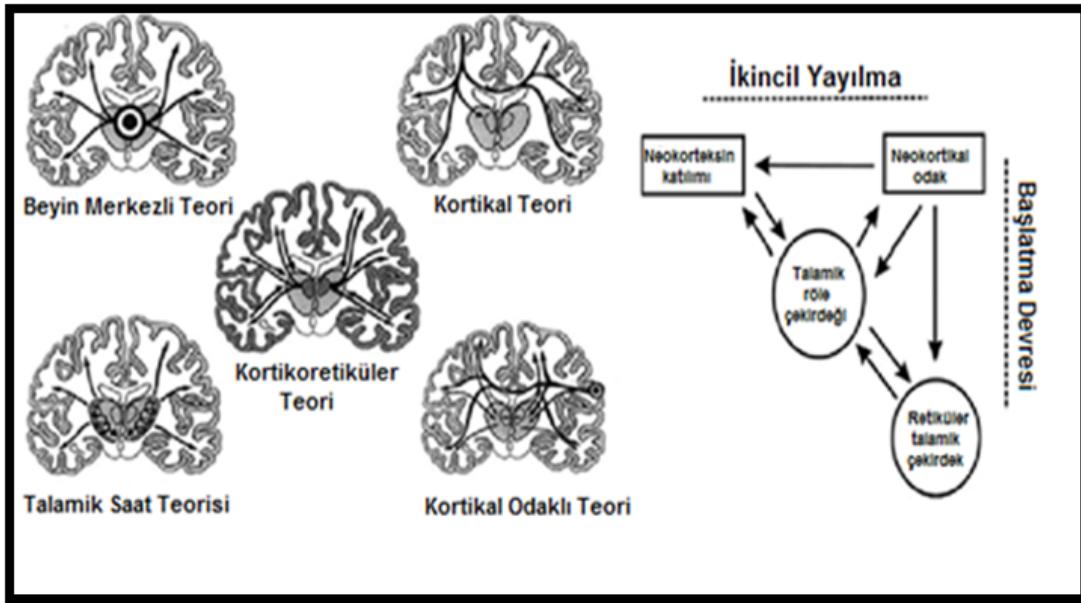 Beyin Merkezli Teori
Kortikal Teori
Kortikoretiküler
Teori
Talamik Saat Teorisi
Kortikal Odaklı Teori
İkincil Yayılma
Neokorteksin
katılımı
Neokortikal
odak
Talamik
röle
çekirdeği
Retiküler
talamik
çekirdek
Başlatma Devresi